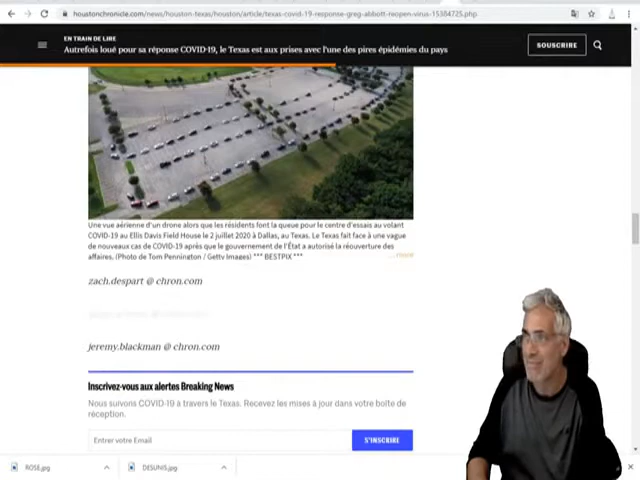 houstonchronicle.com/news/houston-texas/houston/article/texas-covid-19-response-greg-abbott-reopen-virus-15384725.php
EN TRAIN DE LIRE
Autrefois loué pour sa réponse COVID-19, le Texas est aux prises avec l'une des pires épidémies du pays
SOUSCRIRE
Une vue aérienne d'un drone alors que les résidents font la queue pour le centre d'essais au volant
COVID-19 au Ellis Davis Field House le 2 juillet 2020 à Dallas, au Texas. Le Texas fait face à une vague
de nouveaux cas de COVID-19 après que le gouvernement de l'État a autorisé la réouverture des
affaires. (Photo de Tom Pennington / Getty Images) *** BESTPIX ***
zach.despart @ chron.com
jeremy.blackman @ chron.com
Inscrivez-vous aux alertes Breaking News
Nous suivons COVID-19 à travers le Texas. Recevez les mises à jour dans votre boîte de
réception.
Entrer votre Email
S'INSCRIRE
ROSE.jpg
DESUNIS.jpg